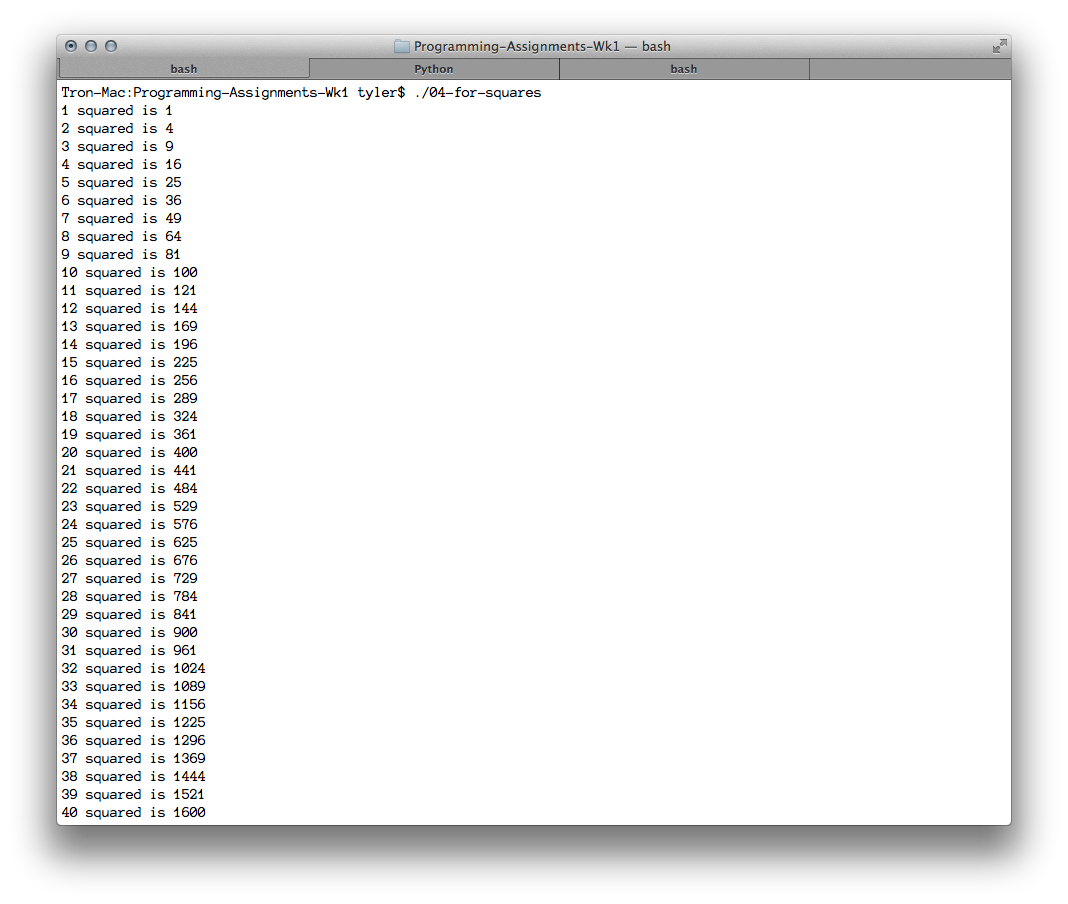 Programming-Assignments-Wk1 — bash
bash Python bash
Tron-Mac:Programming-Assignments-Wk1 tyler$ ./04-for-squares
1 squared is 1
2 squared is 4
3 squared is 9
4 squared is 16
5 squared is 25
6 squared is 36
7 squared is 49
8 squared is 64
9 squared is 81
10 squared is 100
11 squared is 121
12 squared is 144
13 squared is 169
14 squared is 196
15 squared is 225
16 squared is 256
17 squared is 289
18 squared is 324
19 squared is 361
20 squared is 400
21 squared is 441
22 squared is 484
23 squared is 529
24 squared is 576
25 squared is 625
26 squared is 676
27 squared is 729
28 squared is 784
29 squared is 841
30 squared is 900
31 squared is 961
32 squared is 1024
33 squared is 1089
34 squared is 1156
35 squared is 1225
36 squared is 1296
37 squared is 1369
38 squared is 1444
39 squared is 1521
40 squared is 1600